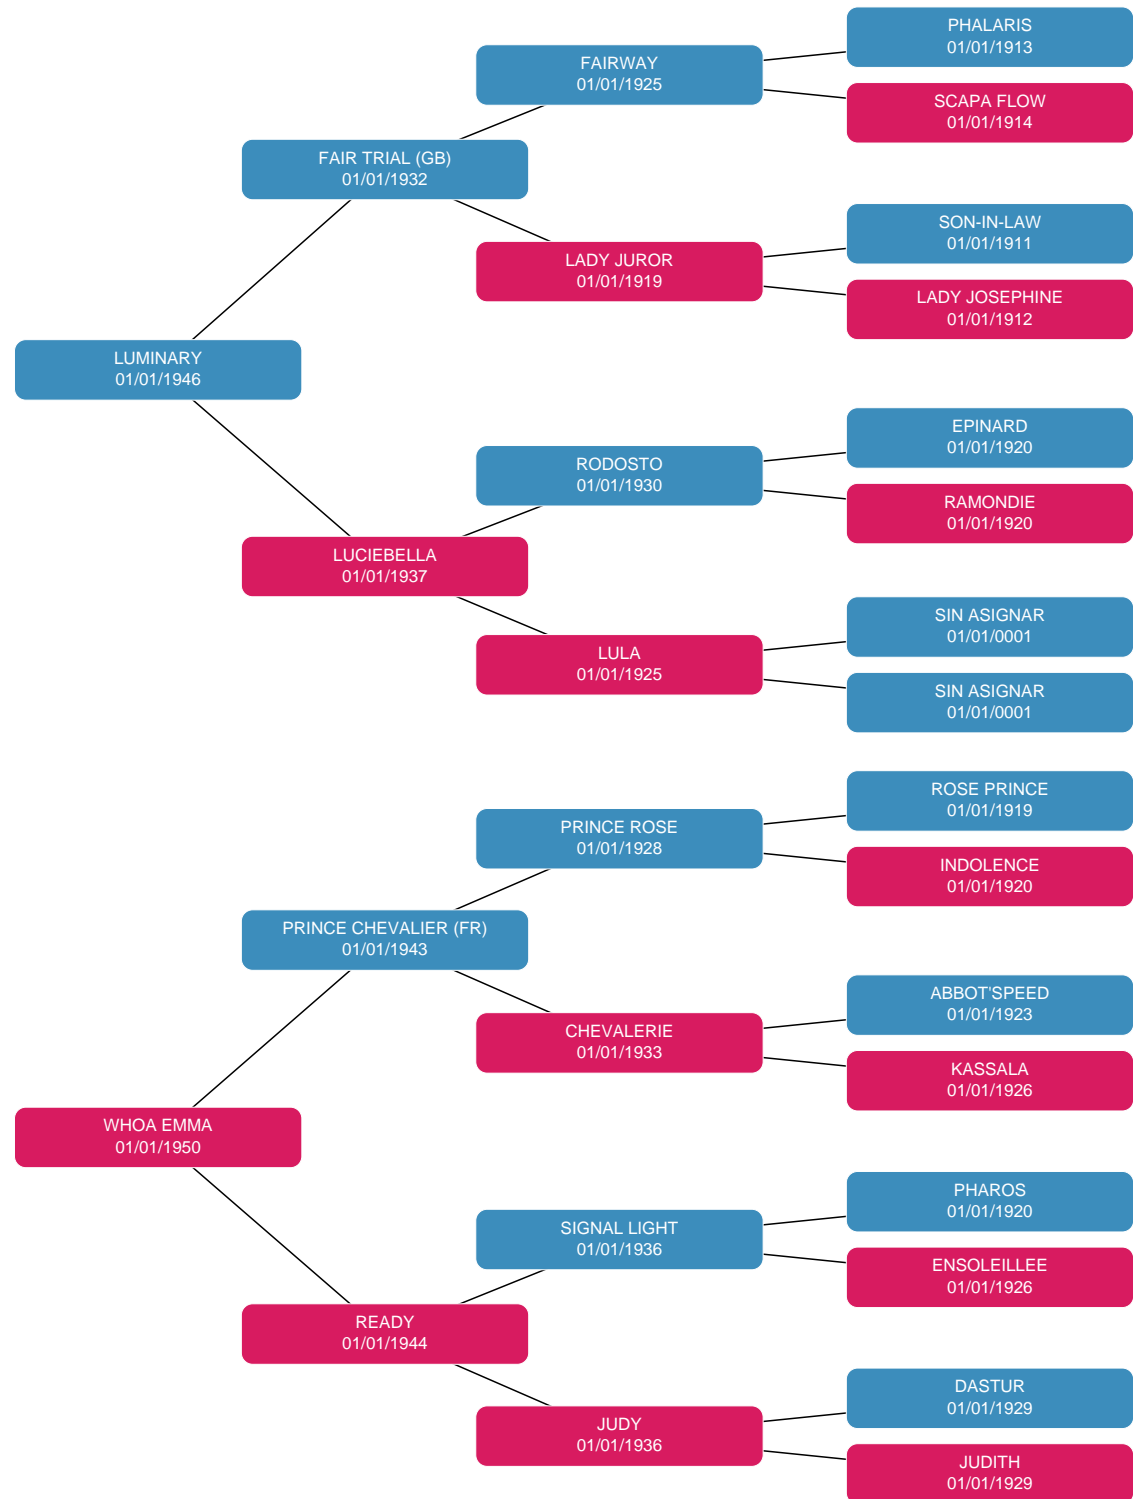 PHALARIS
01/01/1913
FAIRWAY
01/01/1925
SCAPA FLOW
01/01/1914
FAIR TRIAL (GB)
01/01/1932
SON-IN-LAW
01/01/1911
LADY JUROR
01/01/1919
LADY JOSEPHINE
01/01/1912
LUMINARY
01/01/1946
EPINARD
01/01/1920
RODOSTO
01/01/1930
RAMONDIE
01/01/1920
LUCIEBELLA
01/01/1937
SIN ASIGNAR
01/01/0001
LULA
01/01/1925
SIN ASIGNAR
01/01/0001
ROSE PRINCE
01/01/1919
PRINCE ROSE
01/01/1928
INDOLENCE
01/01/1920
PRINCE CHEVALIER (FR)
01/01/1943
ABBOT'SPEED
01/01/1923
CHEVALERIE
01/01/1933
KASSALA
01/01/1926
WHOA EMMA
01/01/1950
PHAROS
01/01/1920
SIGNAL LIGHT
01/01/1936
ENSOLEILLEE
01/01/1926
READY
01/01/1944
DASTUR
01/01/1929
JUDY
01/01/1936
JUDITH
01/01/1929